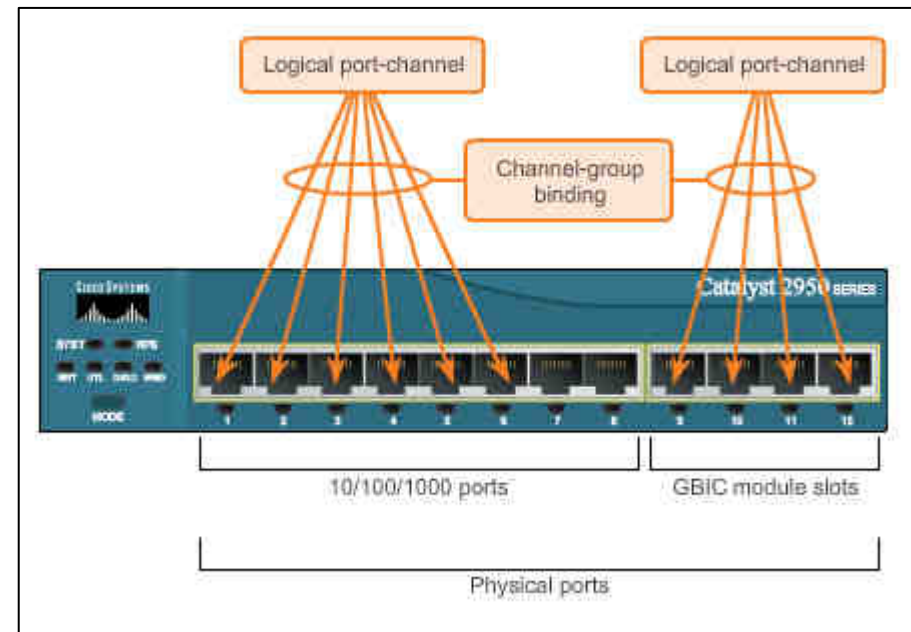 Logical port-channel
Logical port-channel
Channel-group
binding
CISCO SYSTEMS
Catalyst 2950 SERIES
SYST RPS
MODE
1 2 3 4 5 6 7 8 9 10 11 12
10/100/1000 ports
GBIC module slots
Physical ports